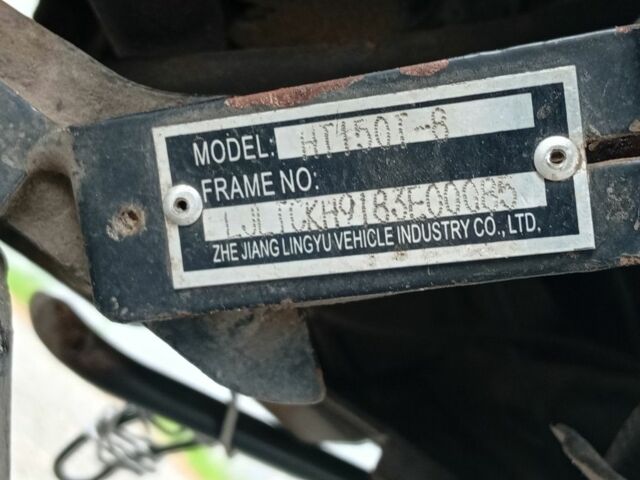 MODEL: HT150T-8
FRAME NO:
LJLTCKH9183E00085
ZHE JIANG LINGYU VEHICLE INDUSTRY CO., LTD.